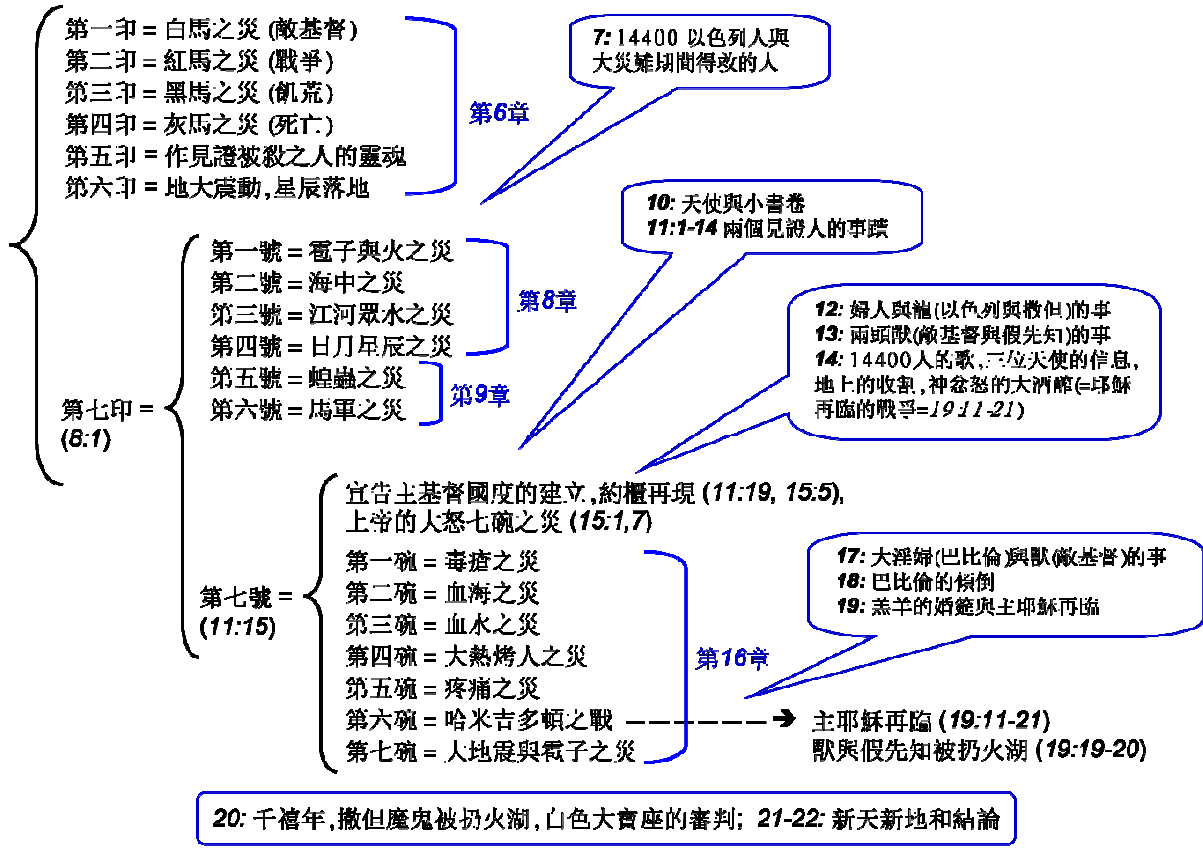 第一印 = 白馬之災 (敵基督)
第二印 = 紅馬之災 (戰爭)
第三印 = 黑馬之災 (飢荒)
第四印 = 灰馬之災 (死亡)
第五印 = 作見證被殺之人的靈魂
第六印 = 地大震動,星辰落地
第6章
7: 14400 以色列人與
大災難期間得救的人
第七印 =
(8:1)
第一號 = 雹子與火之災
第二號 = 海中之災
第三號 = 江河眾水之災
第四號 = 日月星辰之災
第8章
第五號 = 蝗蟲之災
第六號 = 馬軍之災
第9章
10: 天使與小書卷
11:1-14 兩個見證人的事蹟
第七號 =
(11:15)
宣告主基督國度的建立,約櫃再現 (11:19, 15:5),
上帝的大怒七碗之災 (15:1,7)
12: 婦人與龍(以色列與撒但)的事
13: 兩頭獸(敵基督與假先知)的事
14: 14400人的歌,三位天使的信息,
地上的收割,神忿怒的大酒醡(=耶穌
再臨的戰爭=19:11-21)
第一碗 = 毒瘡之災
第二碗 = 血海之災
第三碗 = 血水之災
第四碗 = 大熱烤人之災
第五碗 = 疼痛之災
第六碗 = 哈米吉多頓之戰
第七碗 = 大地震與雹子之災
第16章
17: 大淫婦(巴比倫)與獸(敵基督)的事
18: 巴比倫的傾倒
19: 羔羊的婚筵與主耶穌再臨
主耶穌再臨 (19:11-21)
獸與假先知被扔火湖 (19:19-20)
20: 千禧年,撒但魔鬼被扔火湖,白色大寶座的審判; 21-22: 新天新地和結論